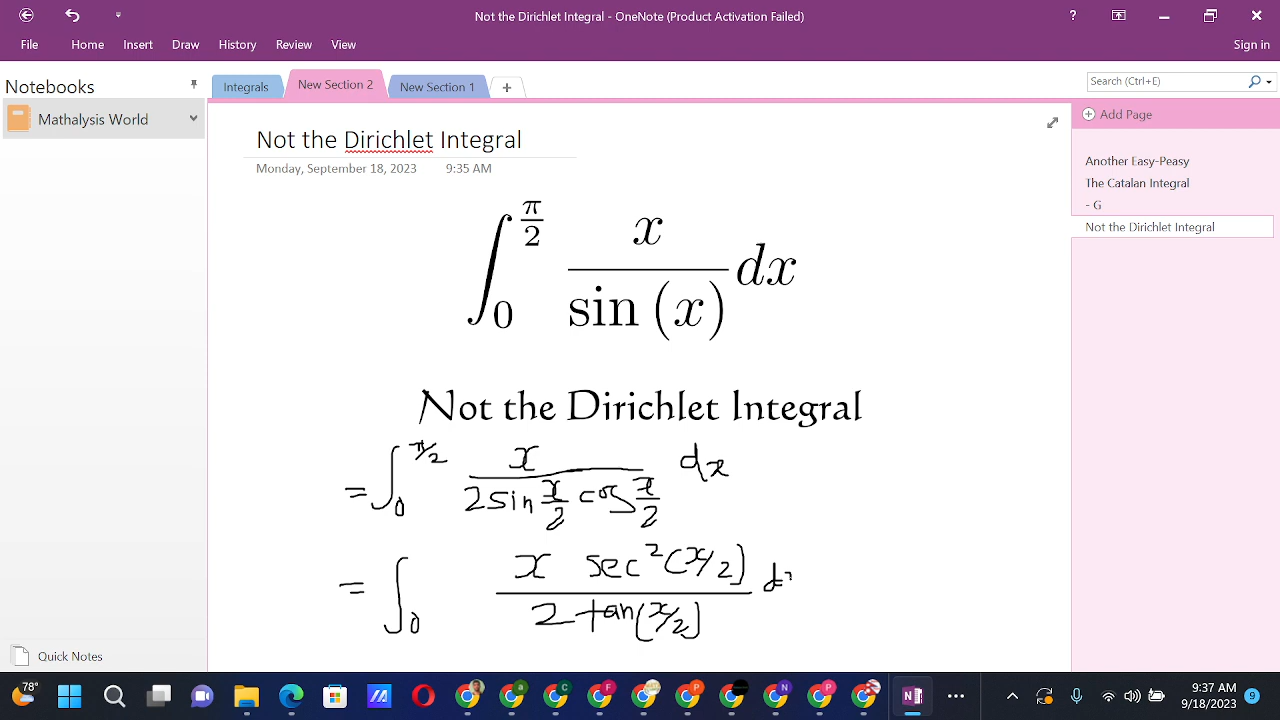 Not the Dirichlet Integral - OneNote (Product Activation Failed)
?
File Home Insert Draw History Review View
Sign in
Notebooks
Integrals New Section 2 New Section 1 +
Search (Ctrl+E)
Mathalysis World
Add Page
Not the Dirichlet Integral
Monday, September 18, 2023 9:35 AM
Another Easy-Peasy
The Catalan Integral
- G
Not the Dirichlet Integral
∫_0^{π/2} x / sin (x) dx
Not the Dirichlet Integral
= ∫_0^{π/2} x / (2 sin x/2 cos x/2) dx
= ∫_0 x sec²(x/2) / (2 tan(x/2)) d
Quick Notes
78°
9:37 AM
9/18/2023